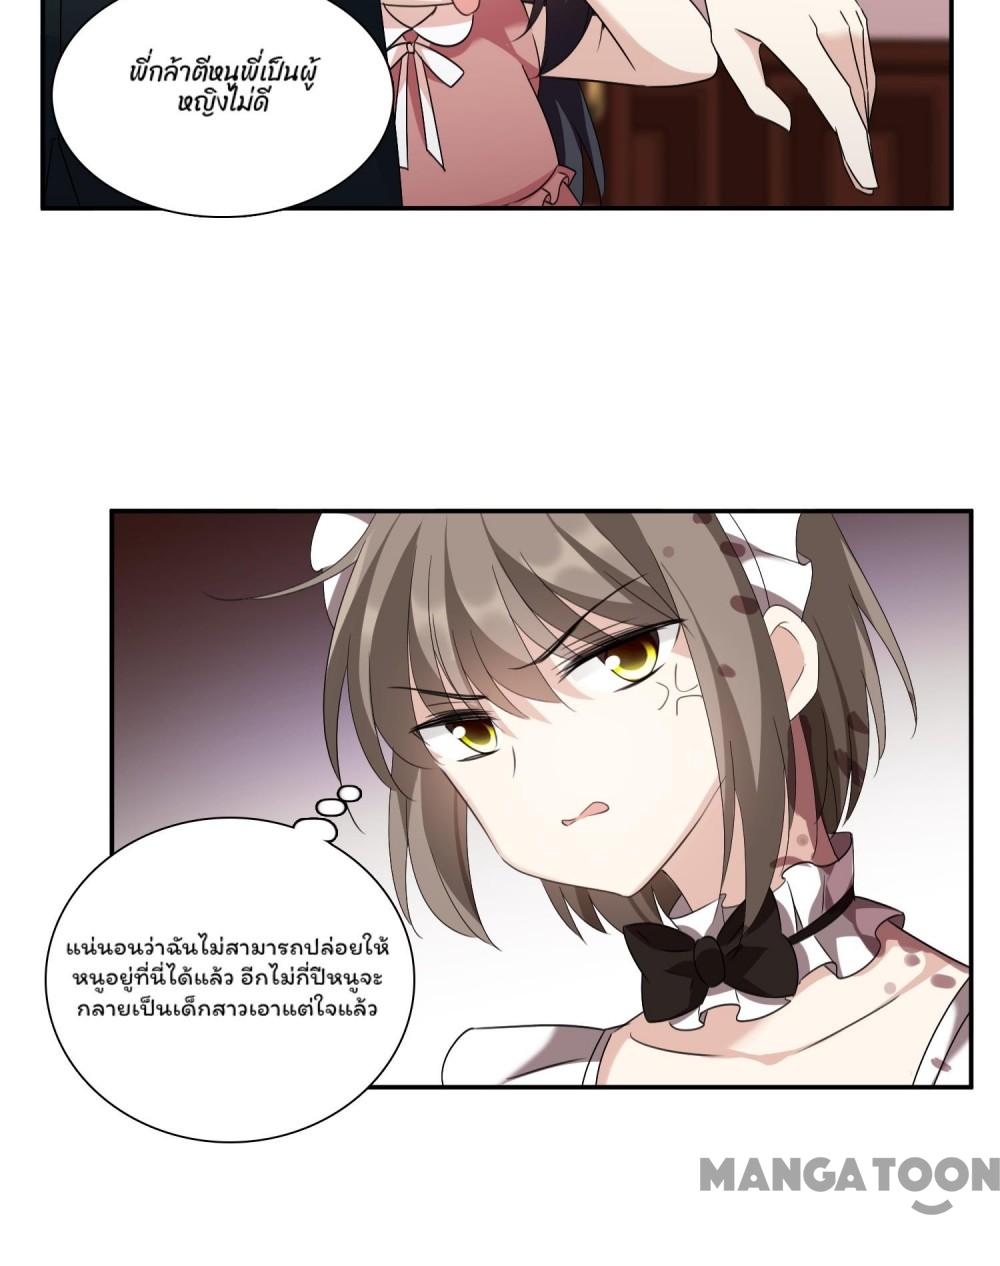 พี่กล้าตีหนูพี่เป็นผู้
หญิงไม่ดี
แน่นอนว่าฉันไม่สามารถปล่อยให้
หนูอยู่ที่นี่ได้แล้ว อีกไม่กี่ปีหนูจะ
กลายเป็นเด็กสาวเอาแต่ใจแล้ว
MANGATOON